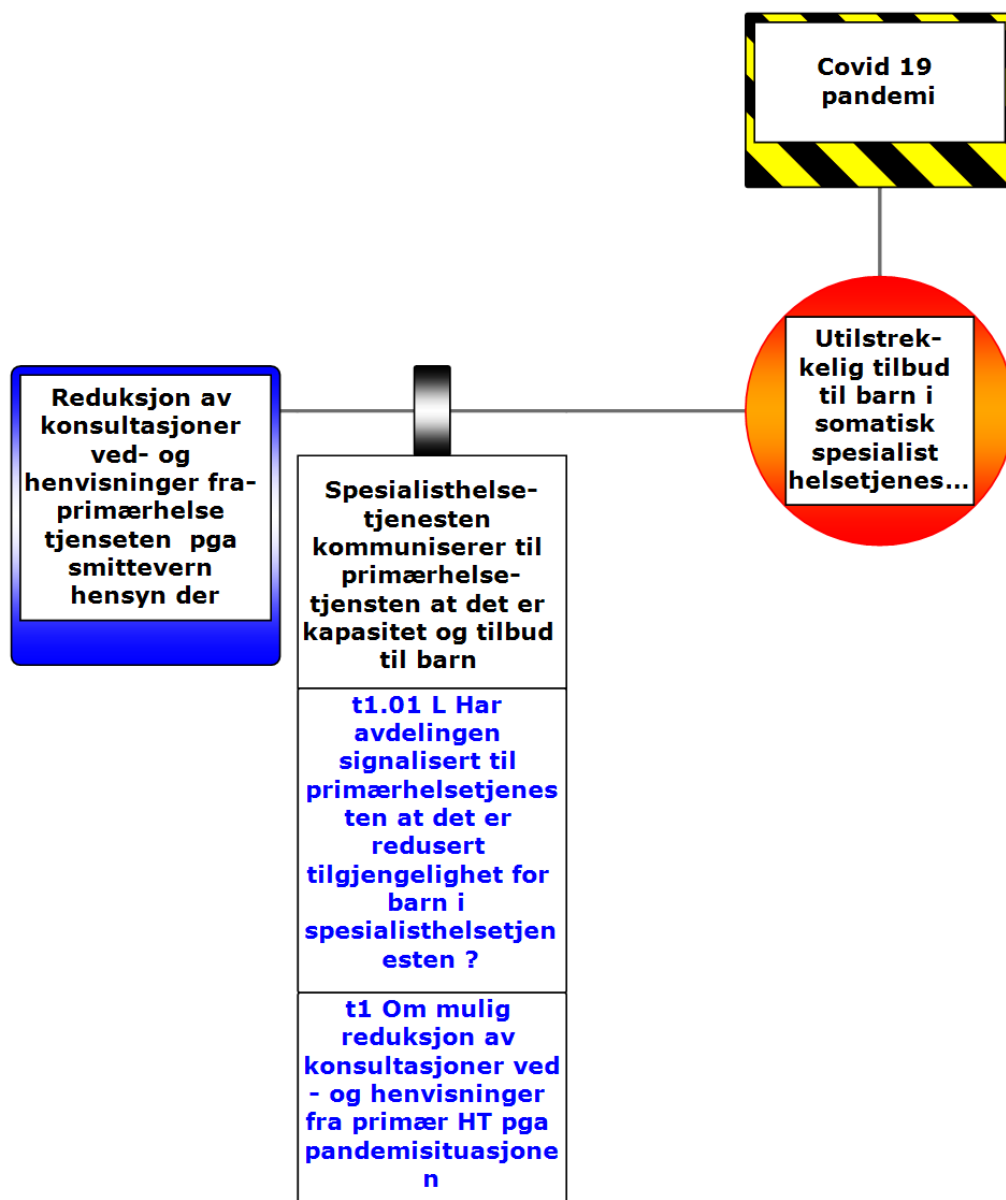 Covid 19
pandemi
Utilstrek-
kelig tilbud
til barn i
somatisk
spesialist
helsetjenes...
Reduksjon av
konsultasjoner
ved- og
henvisninger fra-
primærhelse
tjenseten pga
smittevern
hensyn der
Spesialisthelse-
tjenesten
kommuniserer til
primærhelse-
tjensten at det er
kapasitet og tilbud
til barn
t1.01 L Har
avdelingen
signalisert til
primærhelsetjenes
ten at det er
redusert
tilgjengelighet for
barn i
spesialisthelsetjen
esten ?
t1 Om mulig
reduksjon av
konsultasjoner ved
- og henvisninger
fra primær HT pga
pandemisituasjone
n